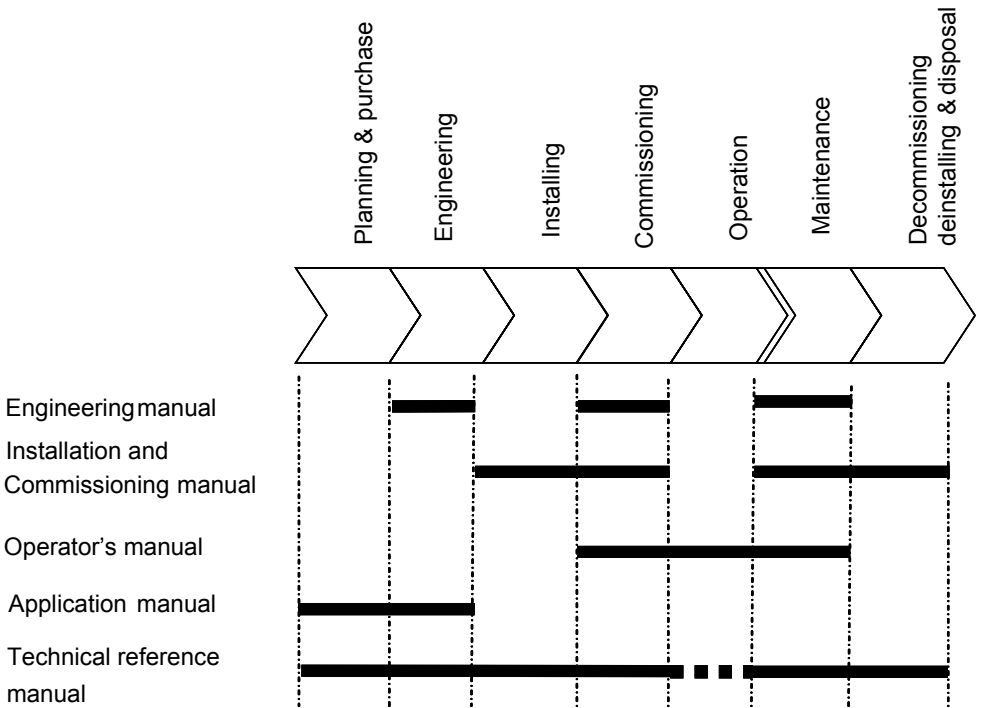 Planning & purchase
Engineering
Installing
Commissioning
Operation
Maintenance
Decommissioning
deinstalling & disposal
Engineering manual
Installation and
Commissioning manual
Operator’s manual
Application manual
Technical reference
manual